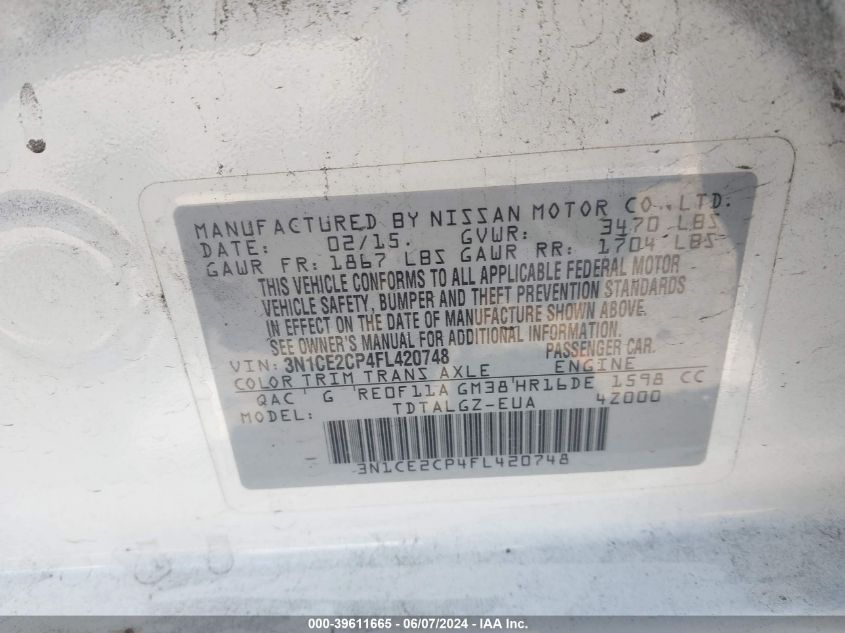 MANUFACTURED BY NISSAN MOTOR CO., LTD.
DATE: 02/15. GVWR: 3470 LBS
GAWR FR: 1867 LBS GAWR RR: 1704 LBS
THIS VEHICLE CONFORMS TO ALL APPLICABLE FEDERAL MOTOR
VEHICLE SAFETY, BUMPER AND THEFT PREVENTION STANDARDS
IN EFFECT ON THE DATE OF MANUFACTURE SHOWN ABOVE.
SEE OWNER'S MANUAL FOR ADDITIONAL INFORMATION.
VIN: 3N1CE2CP4FL420748 PASSENGER CAR.
COLOR TRIM TRANS AXLE ENGINE
QAC G RE0F11A GM38 HR16DE 1598 CC
MODEL: TDTALGZ-EUA 4Z000
3N1CE2CP4FL420748
000-39611665 - 06/07/2024 - IAA Inc.